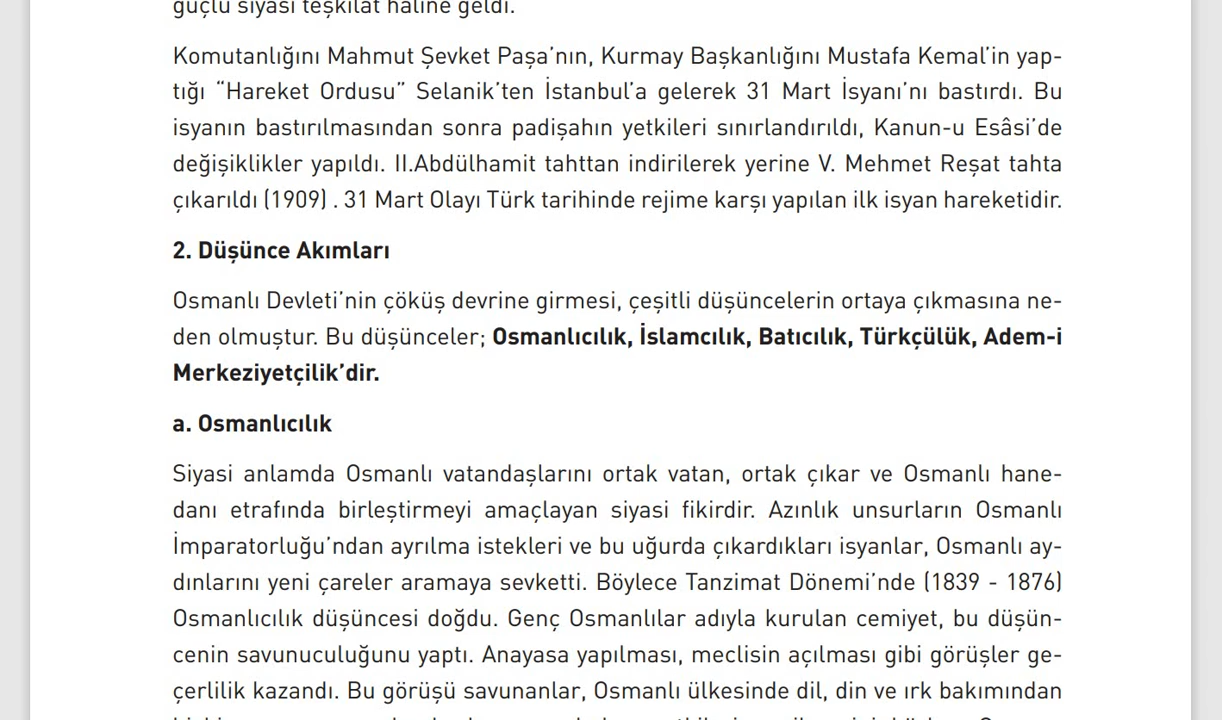 güçlü siyasi teşkilat haline geldi.
Komutanlığını Mahmut Şevket Paşa’nın, Kurmay Başkanlığını Mustafa Kemal’in yap-
tığı “Hareket Ordusu” Selanik’ten İstanbul’a gelerek 31 Mart İsyanı’nı bastırdı. Bu
isyanın bastırılmasından sonra padişahın yetkileri sınırlandırıldı, Kanun-u Esâsi’de
değişiklikler yapıldı. II.Abdülhamit tahttan indirilerek yerine V. Mehmet Reşat tahta
çıkarıldı (1909) . 31 Mart Olayı Türk tarihinde rejime karşı yapılan ilk isyan hareketidir.
2. Düşünce Akımları
Osmanlı Devleti’nin çöküş devrine girmesi, çeşitli düşüncelerin ortaya çıkmasına ne-
den olmuştur. Bu düşünceler; Osmanlıcılık, İslamcılık, Batıcılık, Türkçülük, Adem-i
Merkeziyetçilik’dir.
a. Osmanlıcılık
Siyasi anlamda Osmanlı vatandaşlarını ortak vatan, ortak çıkar ve Osmanlı hane-
danı etrafında birleştirmeyi amaçlayan siyasi fikirdir. Azınlık unsurların Osmanlı
İmparatorluğu’ndan ayrılma istekleri ve bu uğurda çıkardıkları isyanlar, Osmanlı ay-
dınlarını yeni çareler aramaya sevketti. Böylece Tanzimat Dönemi’nde (1839 - 1876)
Osmanlıcılık düşüncesi doğdu. Genç Osmanlılar adıyla kurulan cemiyet, bu düşün-
cenin savunuculuğunu yaptı. Anayasa yapılması, meclisin açılması gibi görüşler ge-
çerlilik kazandı. Bu görüşü savunanlar, Osmanlı ülkesinde dil, din ve ırk bakımından